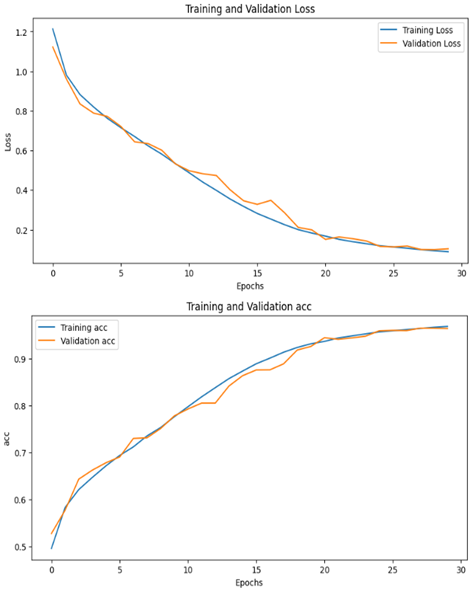 Training and Validation Loss
Training Loss
Validation Loss
1.2
1.0
0.8
0.6
0.4
0.2
Loss
0 5 10 15 20 25 30
Epochs
Training and Validation acc
Training acc
Validation acc
0.9
0.8
0.7
0.6
0.5
acc
0 5 10 15 20 25 30
Epochs